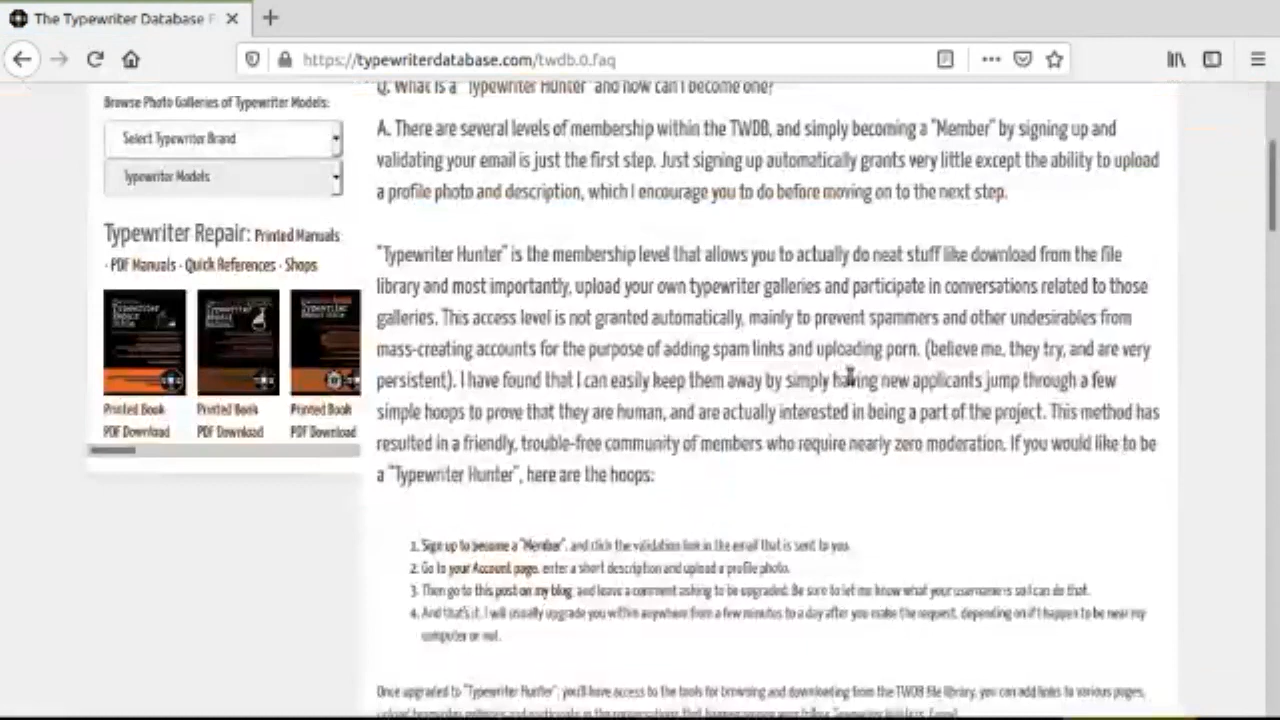 The Typewriter Database F
https://typewriterdatabase.com/twdb.0.faq
Browse Photo Galleries of Typewriter Models:
Select Typewriter Brand
Typewriter Models
Typewriter Repair: Printed Manuals
· PDF Manuals · Quick References · Shops
Printed Book Printed Book Printed Book
PDF Download PDF Download PDF Download
Q. What is a "Typewriter Hunter" and how can I become one?
A. There are several levels of membership within the TWDB, and simply becoming a "Member" by signing up and
validating your email is just the first step. Just signing up automatically grants very little except the ability to upload
a profile photo and description, which I encourage you to do before moving on to the next step.
"Typewriter Hunter" is the membership level that allows you to actually do neat stuff like download from the file
library and most importantly, upload your own typewriter galleries and participate in conversations related to those
galleries. This access level is not granted automatically, mainly to prevent spammers and other undesirables from
mass-creating accounts for the purpose of adding spam links and uploading porn. (believe me, they try, and are very
persistent). I have found that I can easily keep them away by simply having new applicants jump through a few
simple hoops to prove that they are human, and are actually interested in being a part of the project. This method has
resulted in a friendly, trouble-free community of members who require nearly zero moderation. If you would like to be
a "Typewriter Hunter", here are the hoops:
1. Sign up to become a "Member", and click the validation link in the email that is sent to you.
2. Go to your Account page, enter a short description and upload a profile photo.
3. Then go to this post on my blog, and leave a comment asking to be upgraded. Be sure to let me know what your username is so I can do that.
4. And that's it. I will usually upgrade you within anywhere from a few minutes to a day after you make the request, depending on if I happen to be near my
computer or not.
Once upgraded to "Typewriter Hunter", you'll have access to the tools for browsing and downloading from the TWDB file library, you can add links to various pages,